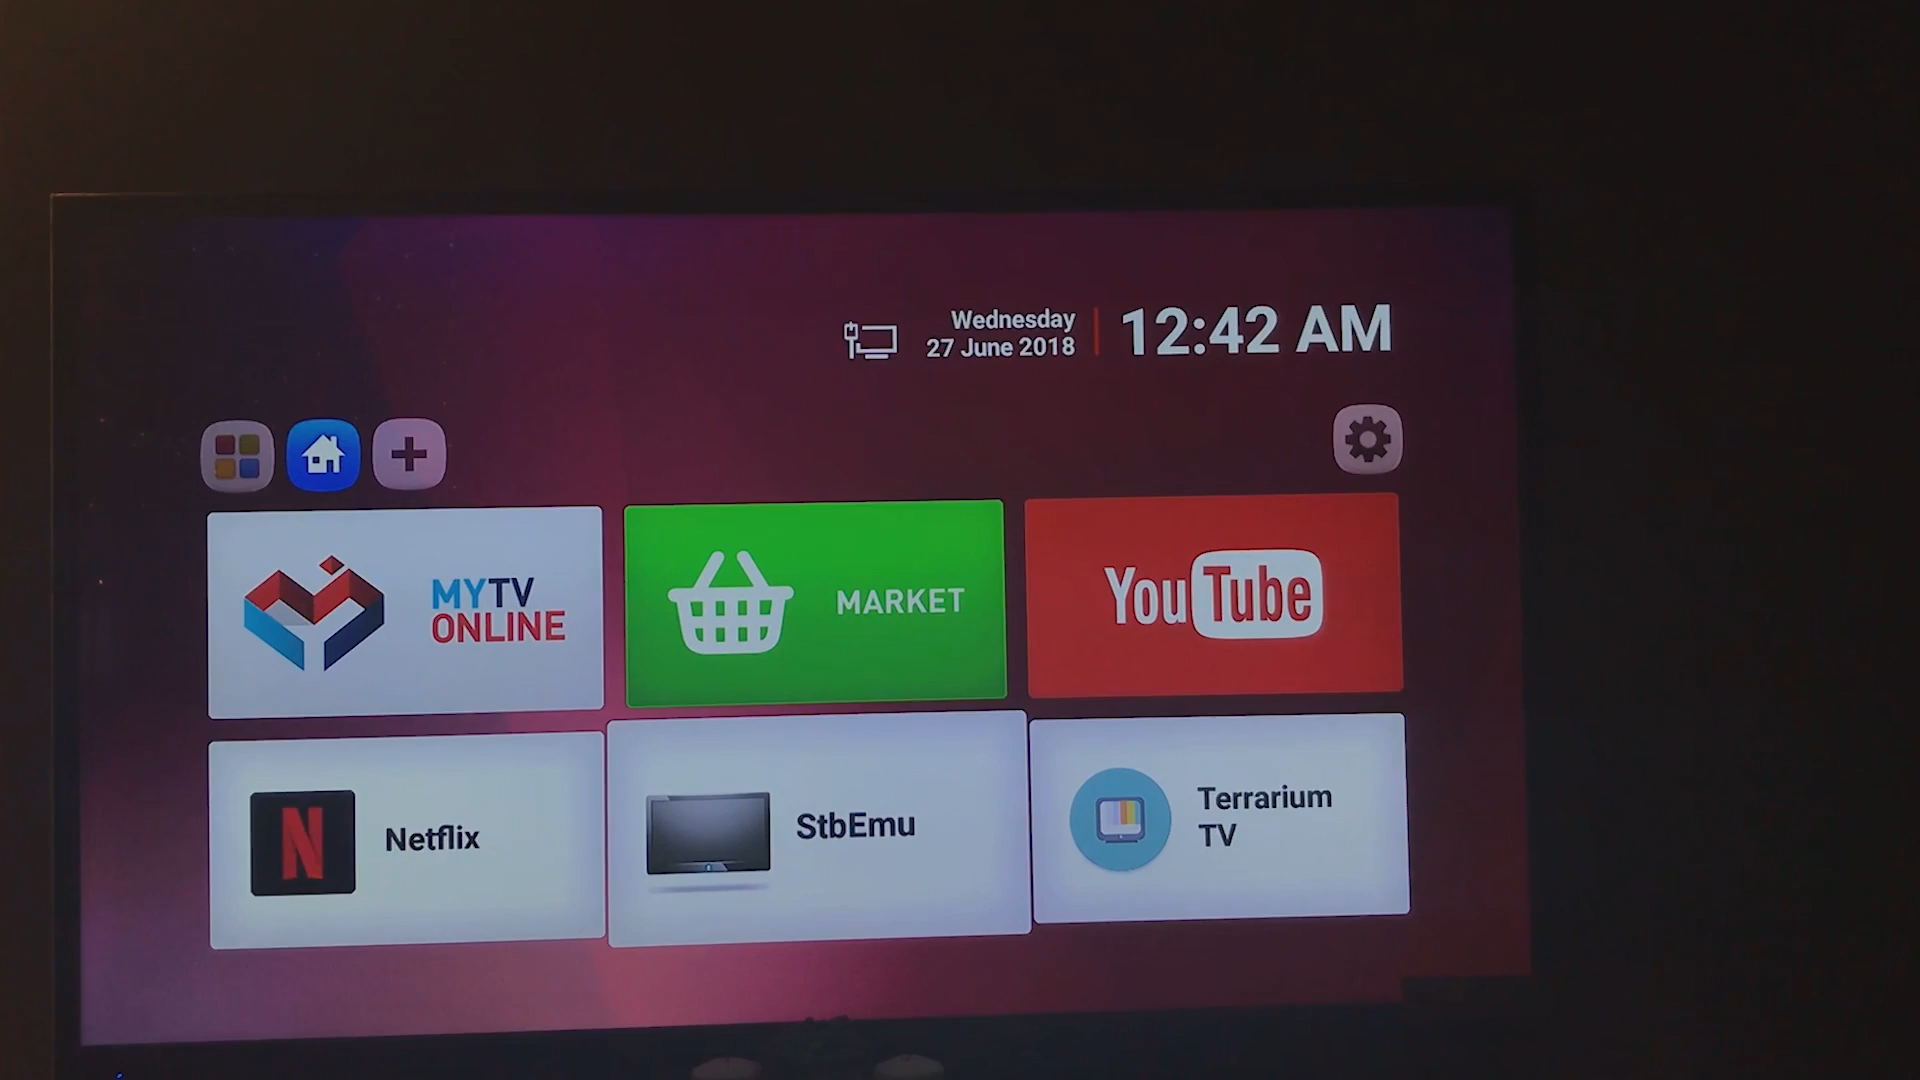 Wednesday
27 June 2018
12:42 AM
MYTV
ONLINE
MARKET
YouTube
N
Netflix
StbEmu
Terrarium
TV